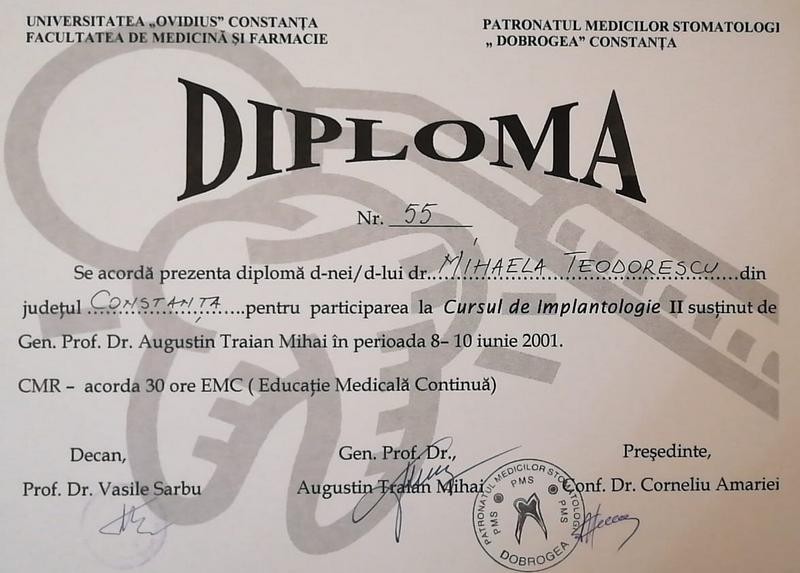 UNIVERSITATEA „OVIDIUS” CONSTANȚA
FACULTATEA DE MEDICINĂ ȘI FARMACIE
PATRONATUL MEDICILOR STOMATOLOGI
„ DOBROGEA” CONSTANȚA
DIPLOMA
Nr. 55
Se acordă prezenta diplomă d-nei/d-lui dr. MIHAELA TEODORESCU din
județul CONSTANȚA pentru participarea la Cursul de Implantologie II susținut de
Gen. Prof. Dr. Augustin Traian Mihai în perioada 8– 10 iunie 2001.
CMR – acorda 30 ore EMC ( Educație Medicală Continuă)
Decan,
Gen. Prof. Dr.,
Președinte,
Prof. Dr. Vasile Sarbu
Augustin Traian Mihai
Conf. Dr. Corneliu Amariei
PATRONATUL MEDICILOR STOMATOLOGI
PMS
PMS
PMS
DOBROGEA